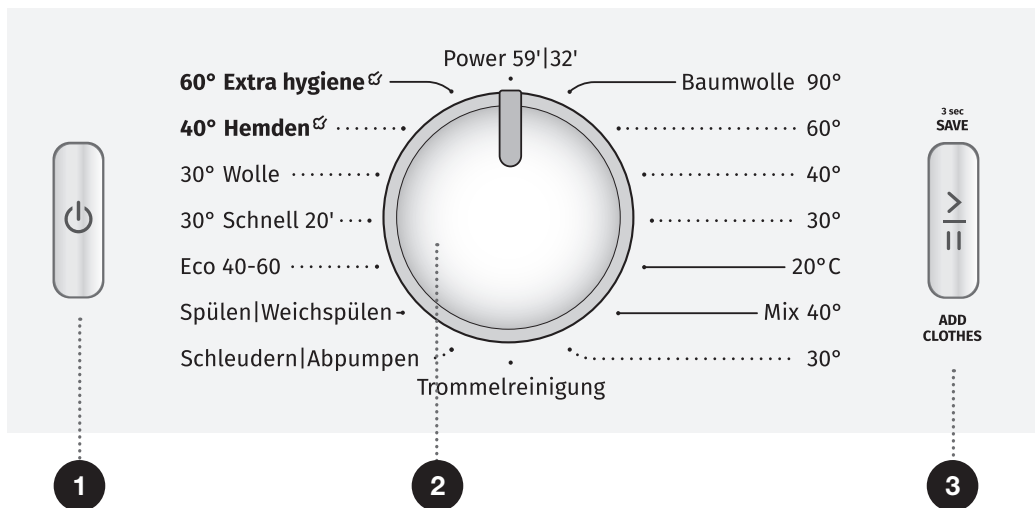 Power 59'|32'
60° Extra hygiene
40° Hemden
30° Wolle
30° Schnell 20'
Eco 40-60
Spülen|Weichspülen
Schleudern|Abpumpen
Trommelreinigung
Baumwolle 90°
60°
40°
30°
20°C
Mix 40°
30°
3 sec
SAVE
ADD
CLOTHES
1
2
3